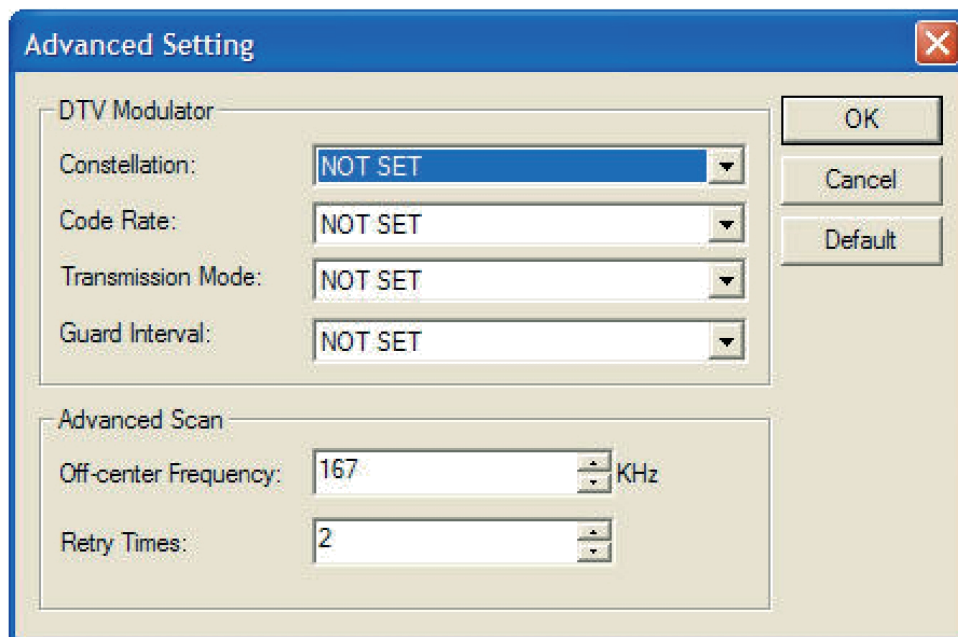 Advanced Setting
DTV Modulator
Constellation: NOT SET
Code Rate: NOT SET
Transmission Mode: NOT SET
Guard Interval: NOT SET
OK
Cancel
Default
Advanced Scan
Off-center Frequency: 167 KHz
Retry Times: 2